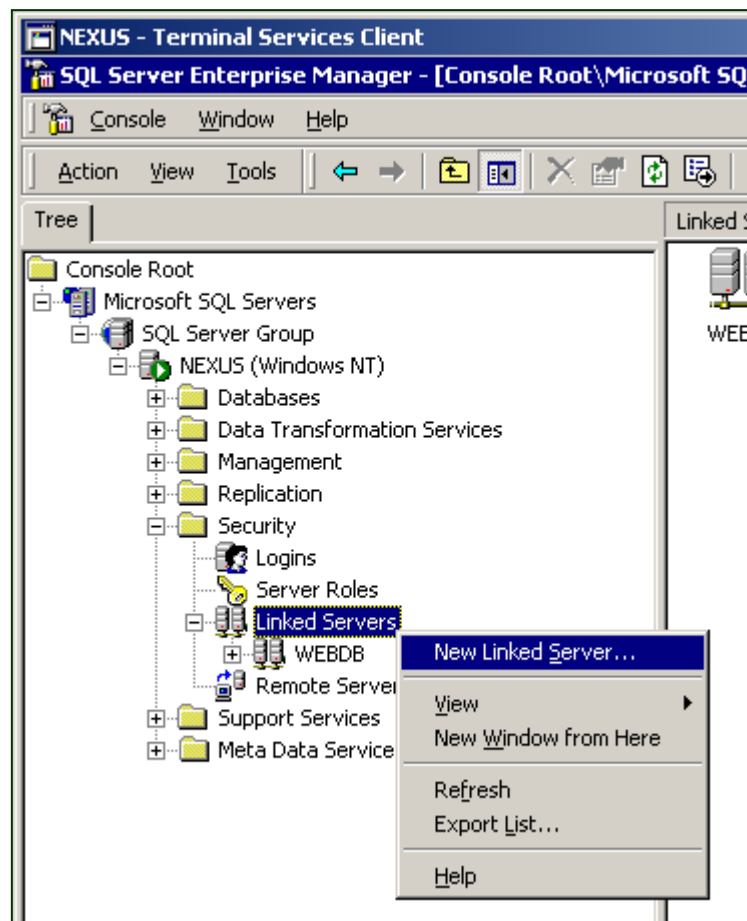 NEXUS - Terminal Services Client
SQL Server Enterprise Manager - [Console Root\Microsoft SQ
Console Window Help
Action View Tools
Tree
Linked
Console Root
Microsoft SQL Servers
SQL Server Group
NEXUS (Windows NT)
Databases
Data Transformation Services
Management
Replication
Security
Logins
Server Roles
Linked Servers
WEBDB
Remote Server
Support Services
Meta Data Service
New Linked Server...
View
New Window from Here
Refresh
Export List...
Help